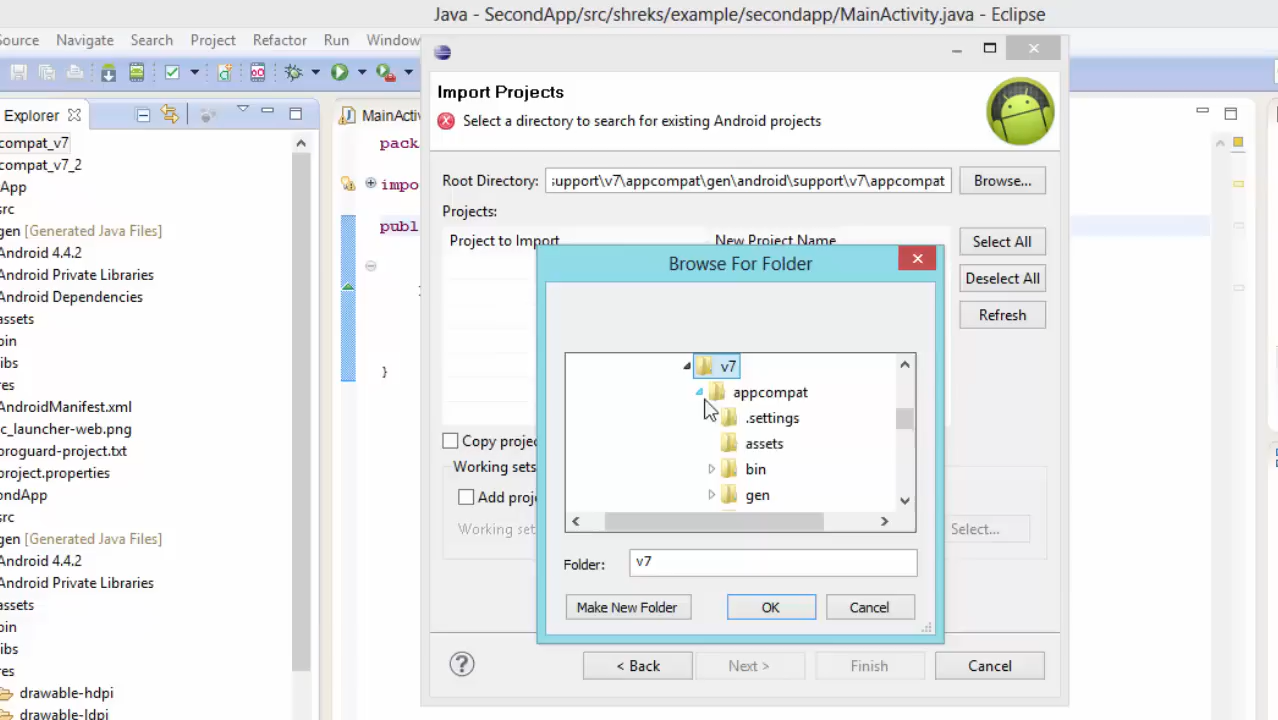 Java - SecondApp/src/shreks/example/secondapp/MainActivity.java - Eclipse
Source Navigate Search Project Refactor Run Window
Explorer
compat_v7
compat_v7_2
App
src
gen [Generated Java Files]
Android 4.4.2
Android Private Libraries
Android Dependencies
assets
bin
libs
res
AndroidManifest.xml
ic_launcher-web.png
proguard-project.txt
project.properties
ondApp
src
gen [Generated Java Files]
Android 4.4.2
Android Private Libraries
assets
bin
libs
res
drawable-hdpi
drawable-ldpi
MainActiv
pack
impo
publ
}
Import Projects
Select a directory to search for existing Android projects
Root Directory: support\v7\appcompat\gen\android\support\v7\appcompat Browse...
Projects:
Project to Import New Project Name
Select All
Deselect All
Refresh
Copy projec
Working sets
Add proje
Working set
Select...
< Back Next > Finish Cancel
Browse For Folder
v7
appcompat
.settings
assets
bin
gen
Folder: v7
Make New Folder OK Cancel